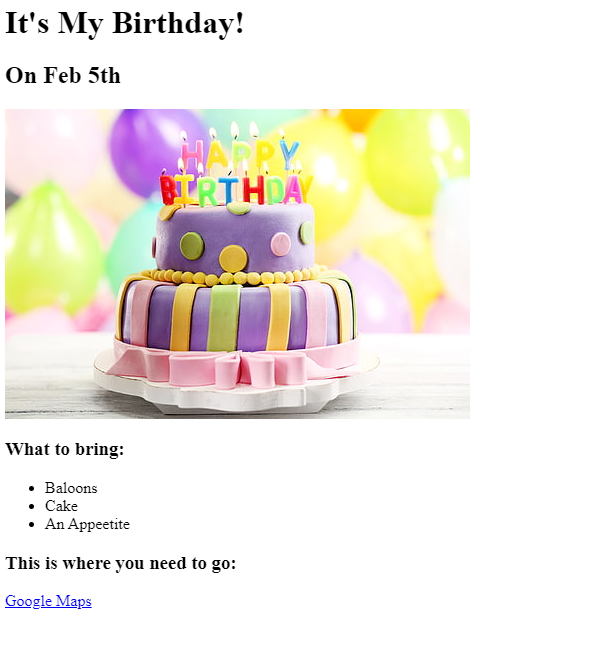 It's My Birthday!
On Feb 5th
HAPPY
BIRTHDAY
What to bring:
Baloons
Cake
An Appeetite
This is where you need to go:
Google Maps